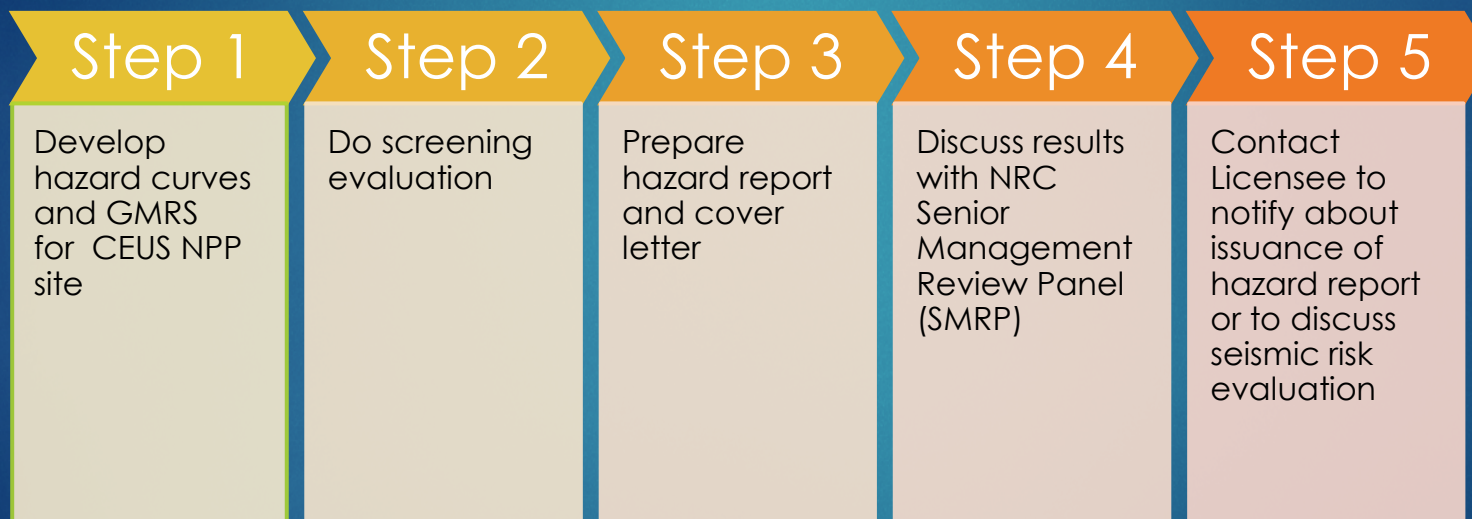 Step 1
Develop
hazard curves
and GMRS
for  CEUS NPP
site
Step 2
Do screening
evaluation
Step 3
Prepare
hazard report
and cover
letter
Step 4
Discuss results
with NRC
Senior
Management
Review Panel
(SMRP)
Step 5
Contact
Licensee to
notify about
issuance of
hazard report
or to discuss
seismic risk
evaluation